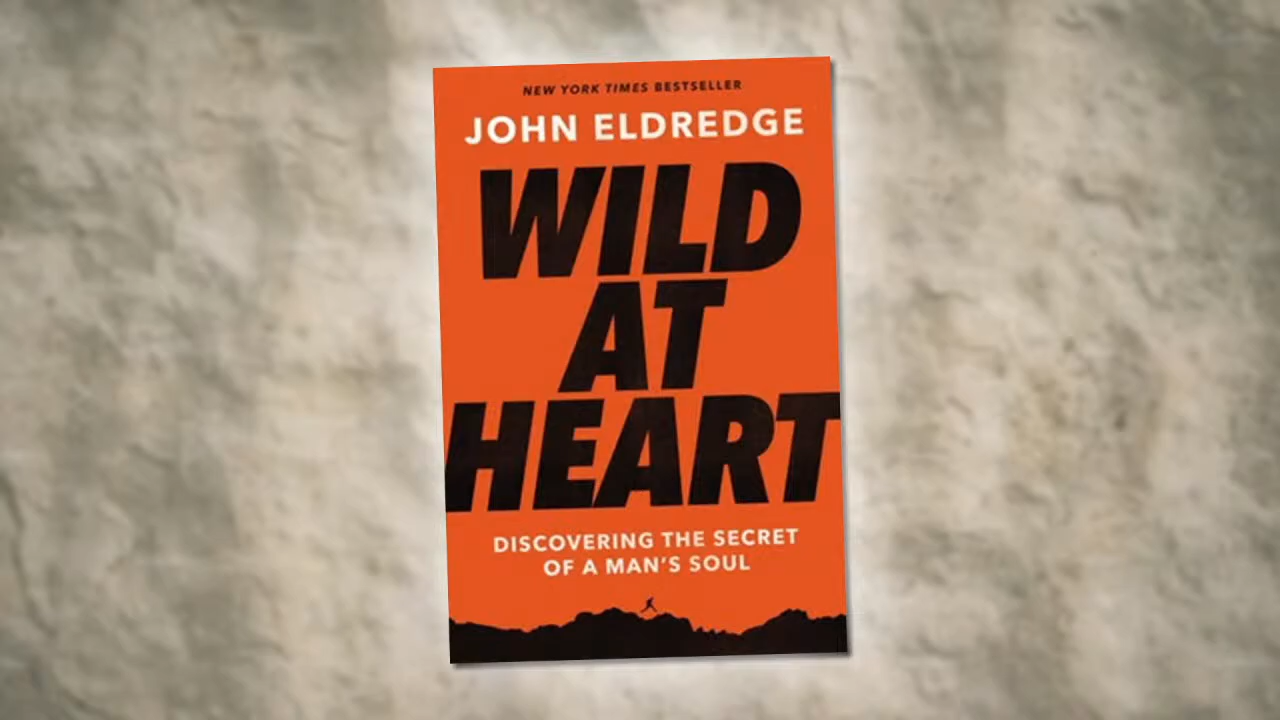 NEW YORK TIMES BESTSELLER
JOHN ELDREDGE
WILD
AT
HEART
DISCOVERING THE SECRET
OF A MAN'S SOUL